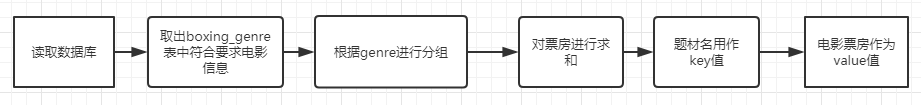 读取数据库
取出boxing_genre
表中符合要求电影
信息
根据genre进行分组
对票房进行求
和
题材名用作
key值
电影票房作为
value值